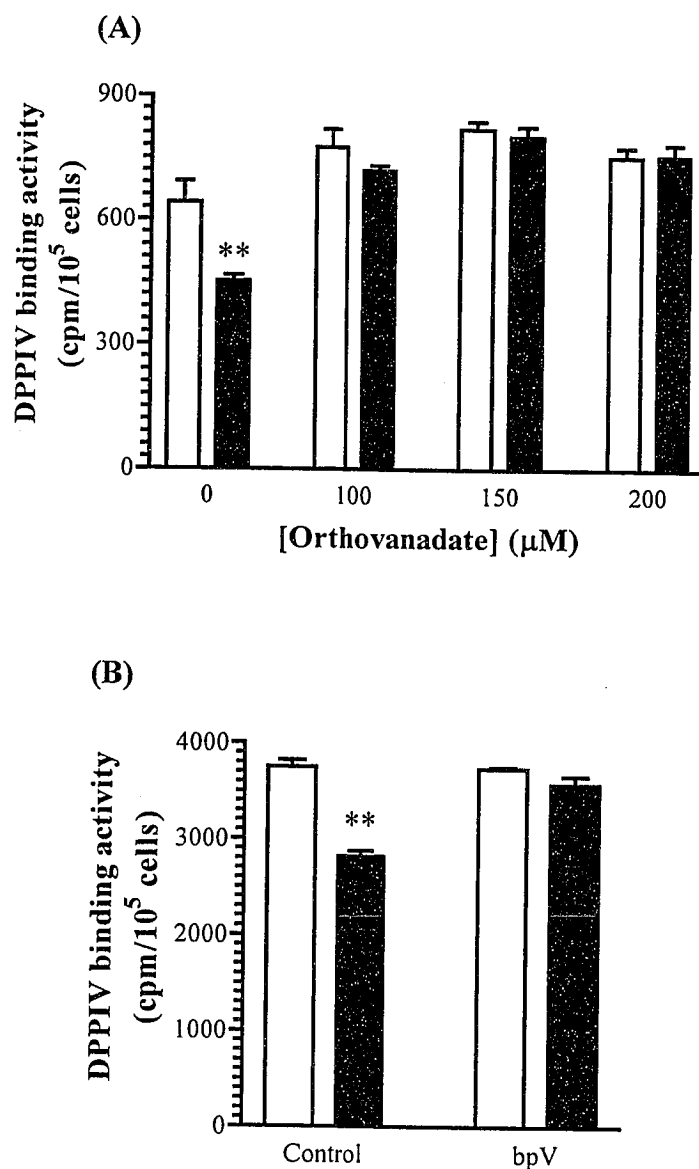 (A)
DPPIV binding activity
(cpm/10⁵ cells)
900
600
300
0
**
0 100 150 200
[Orthovanadate] (μM)
(B)
DPPIV binding activity
(cpm/10⁵ cells)
4000
3000
2000
1000
0
**
Control bpV